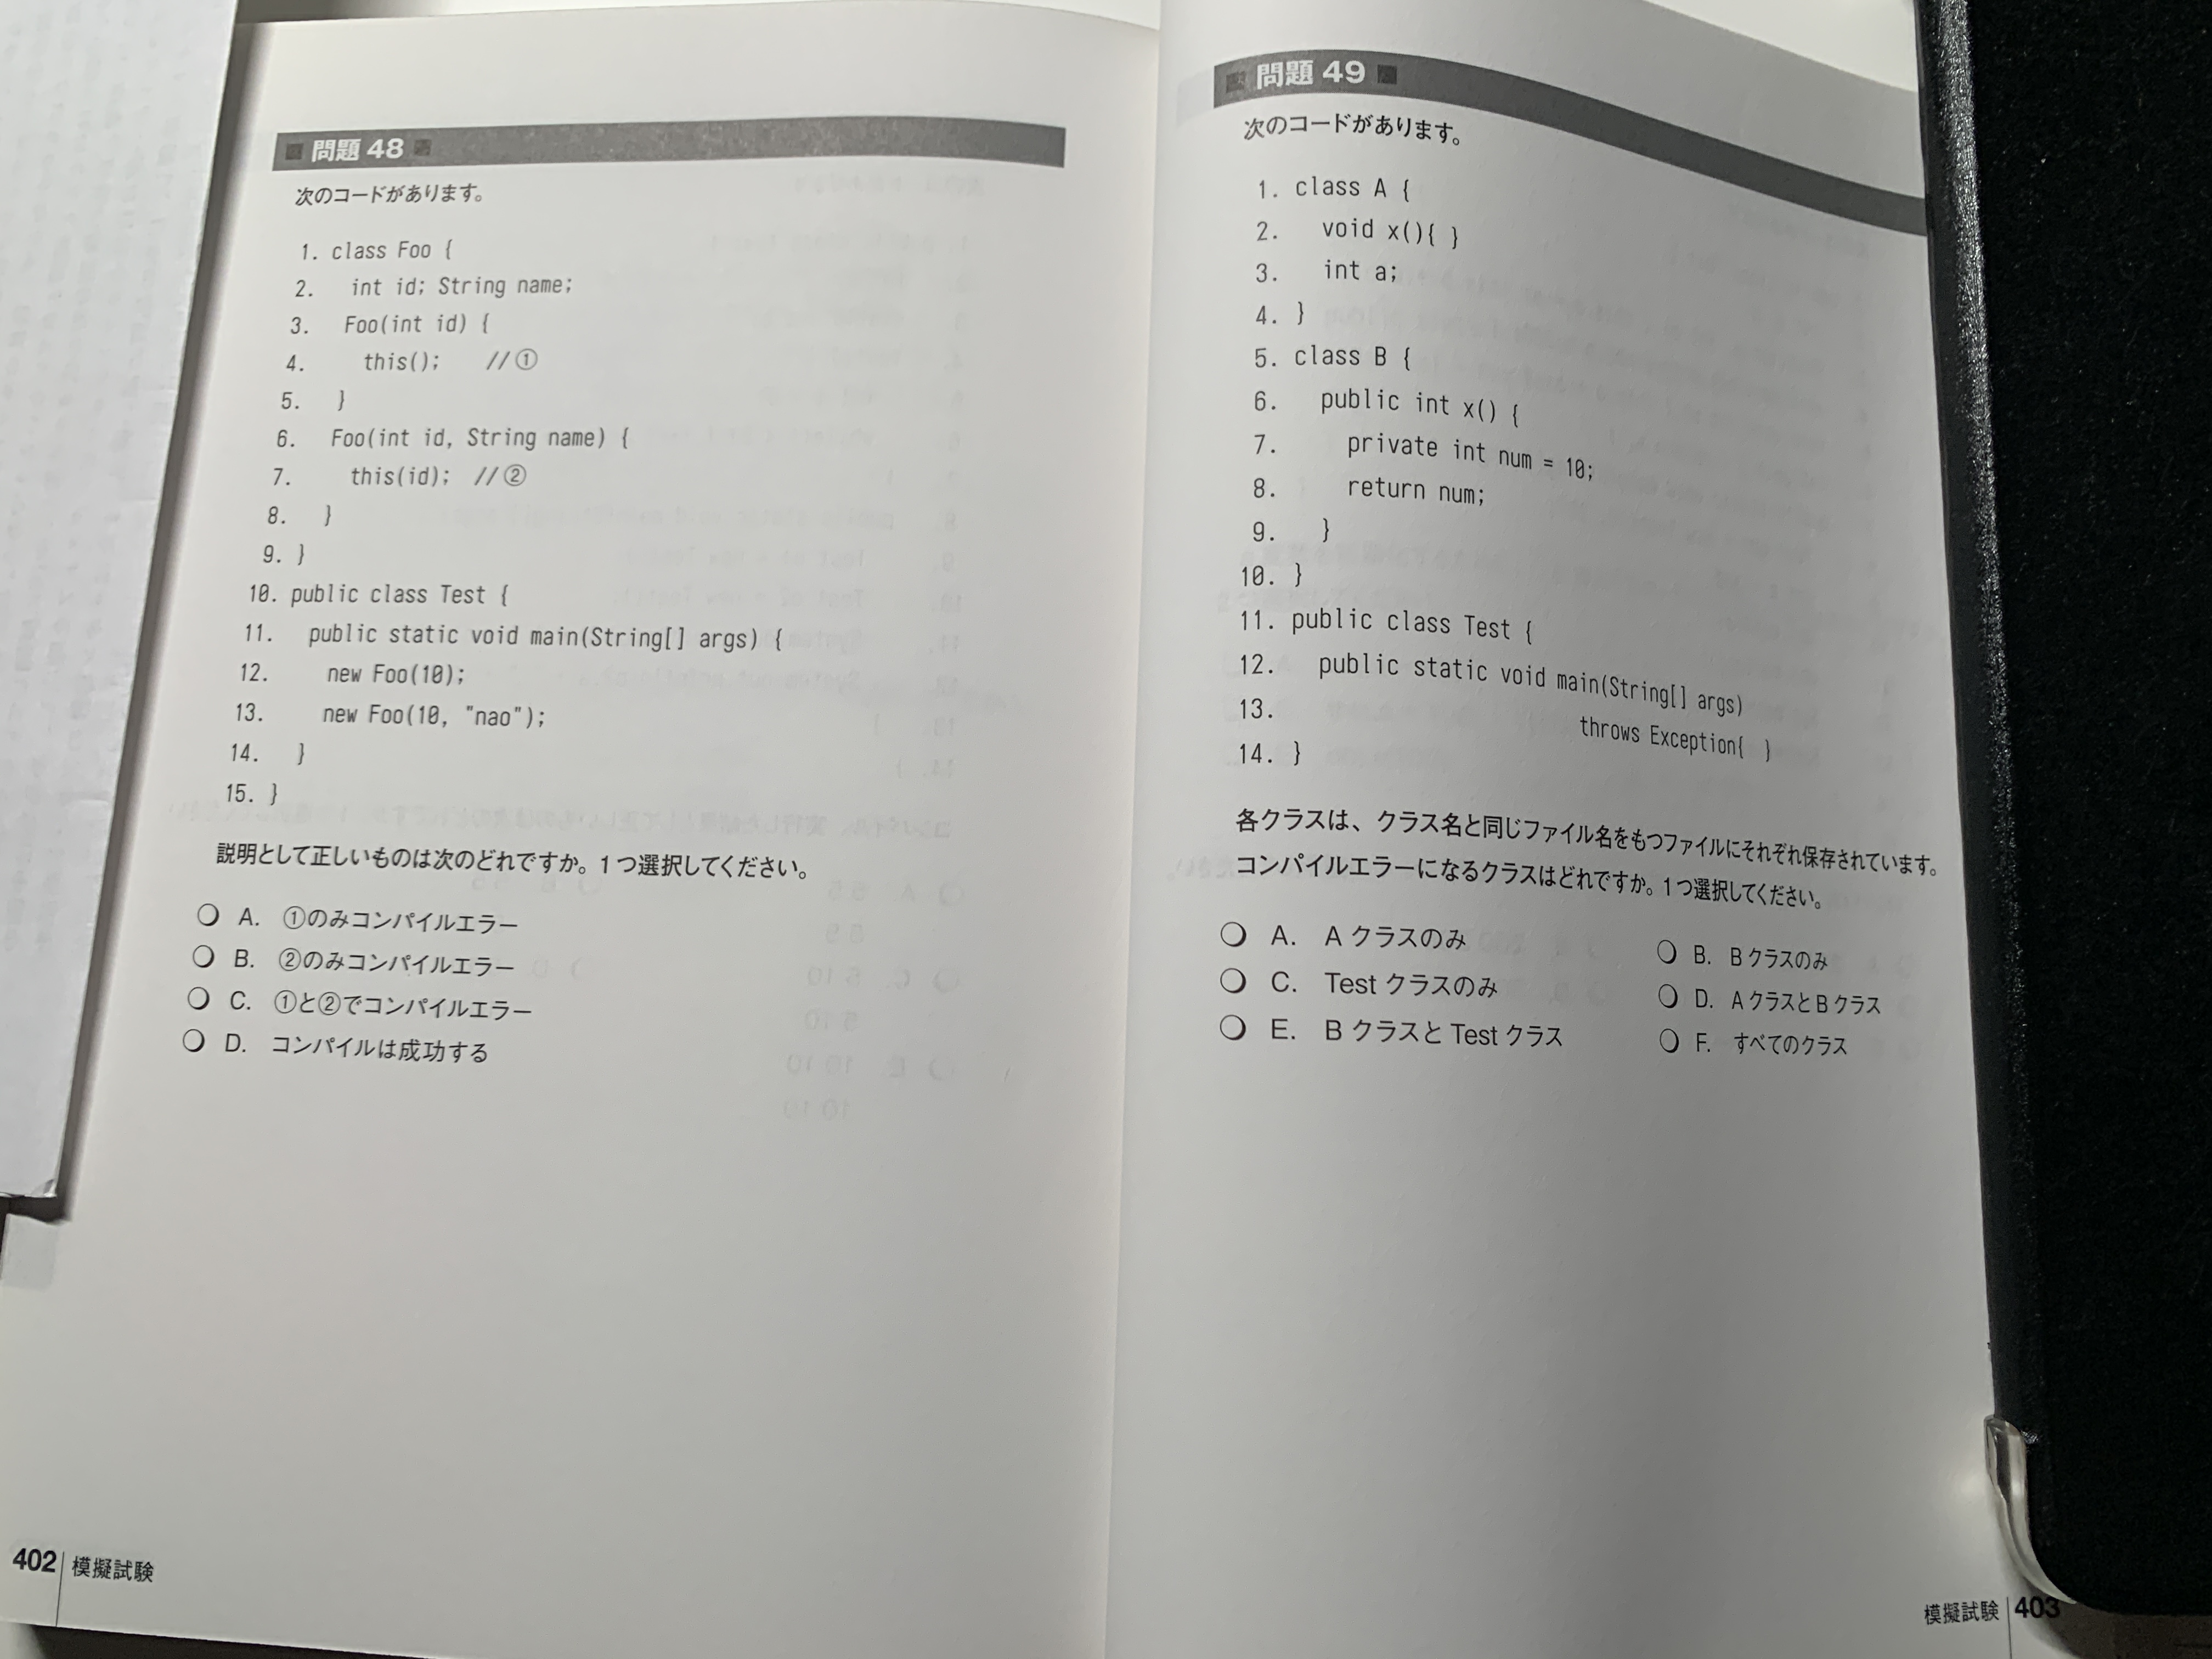 問題 48
次のコードがあります。
1. class Foo {
2. int id; String name;
3. Foo(int id) {
4. this(); //①
5. }
6. Foo(int id, String name) {
7. this(id); //②
8. }
9. }
10. public class Test {
11. public static void main(String[] args) {
12. new Foo(10);
13. new Foo(10, "nao");
14. }
15. }
説明として正しいものは次のどれですか。1つ選択してください。
A. ①のみコンパイルエラー
B. ②のみコンパイルエラー
C. ①と②でコンパイルエラー
D. コンパイルは成功する
402 模擬試験
問題 49
次のコードがあります。
1. class A {
2. void x(){ }
3. int a;
4. }
5. class B {
6. public int x() {
7. private int num = 10;
8. return num;
9. }
10. }
11. public class Test {
12. public static void main(String[] args)
13. throws Exception{ }
14. }
各クラスは、クラス名と同じファイル名をもつファイルにそれぞれ保存されています。
コンパイルエラーになるクラスはどれですか。1つ選択してください。
A. A クラスのみ
B. B クラスのみ
C. Test クラスのみ
D. A クラスと B クラス
E. B クラスと Test クラス
F. すべてのクラス
模擬試験 403